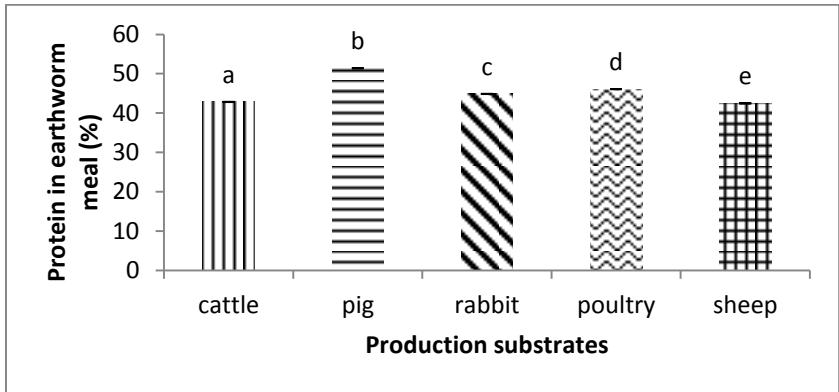 Protein in earthworm
meal (%)
60
50
40
30
20
10
0
a
b
c
d
e
cattle
pig
rabbit
poultry
sheep
Production substrates